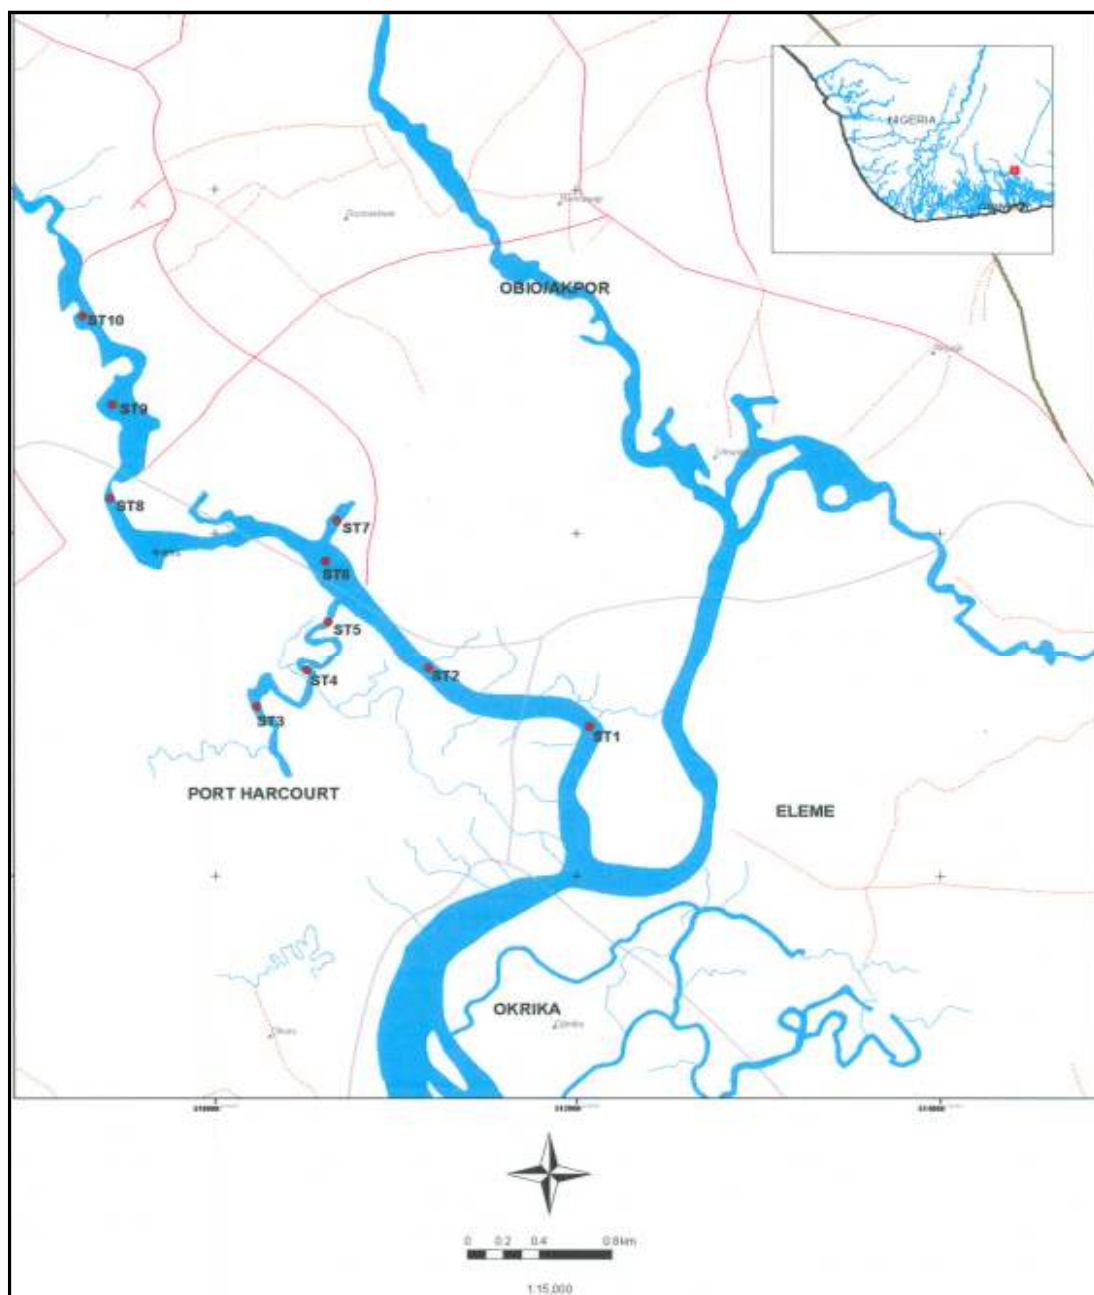 NIGERIA
OBIO/AKPOR
ST10
ST9
ST8
ST7
ST6
ST5
ST2
ST4
ST3
ST1
PORT HARCOURT
ELEME
OKRIKA
Okrika
0 0.2 0.4 0.8km
1:15,000